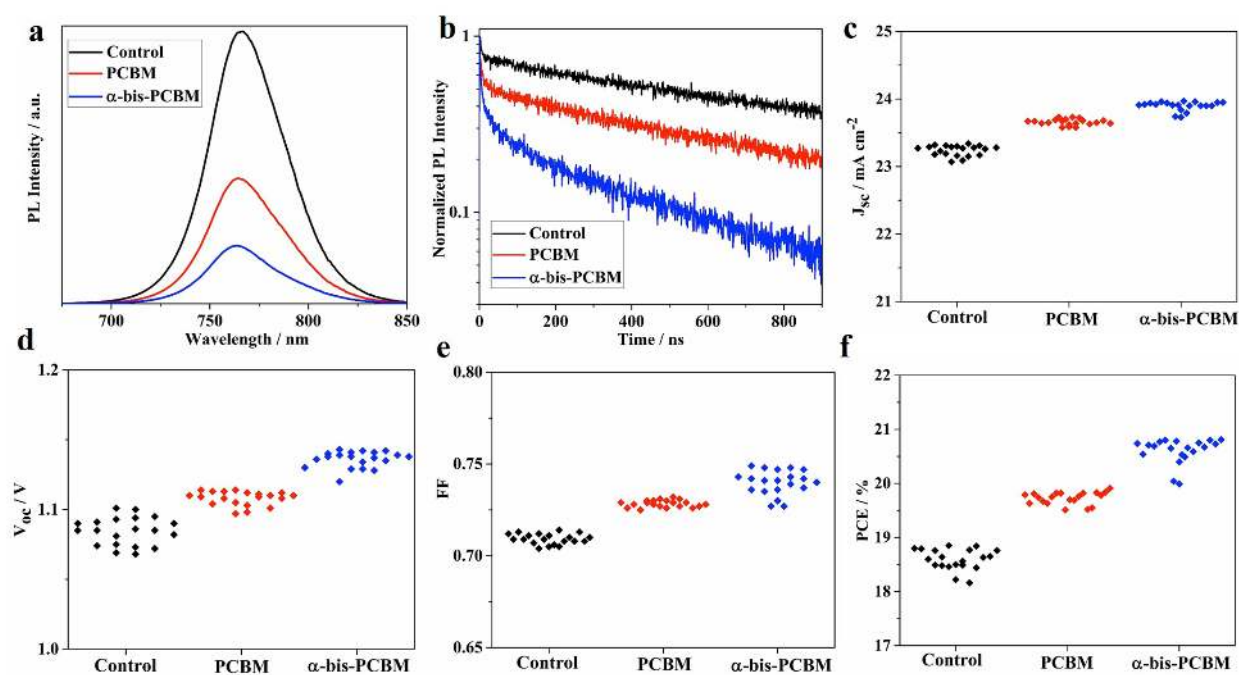 a
Control
PCBM
α-bis-PCBM
PL Intensity / a.u.
700
750
800
850
Wavelength / nm
b
1
0.1
Normalized PL Intensity
Control
PCBM
α-bis-PCBM
0
200
400
600
800
Time / ns
c
25
24
23
22
21
J_sc / mA cm⁻²
Control
PCBM
α-bis-PCBM
d
1.2
1.1
1.0
V_oc / V
Control
PCBM
α-bis-PCBM
e
0.80
0.75
0.70
0.65
FF
Control
PCBM
α-bis-PCBM
f
22
21
20
19
18
17
PCE / %
Control
PCBM
α-bis-PCBM